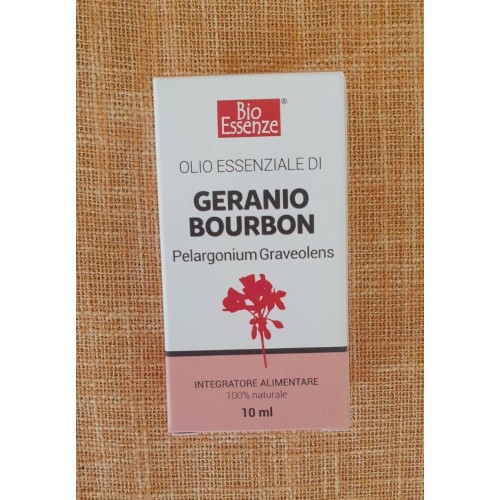 Bio
Essenze
®
OLIO ESSENZIALE DI
GERANIO
BOURBON
Pelargonium Graveolens
INTEGRATORE ALIMENTARE
100% naturale
10 ml